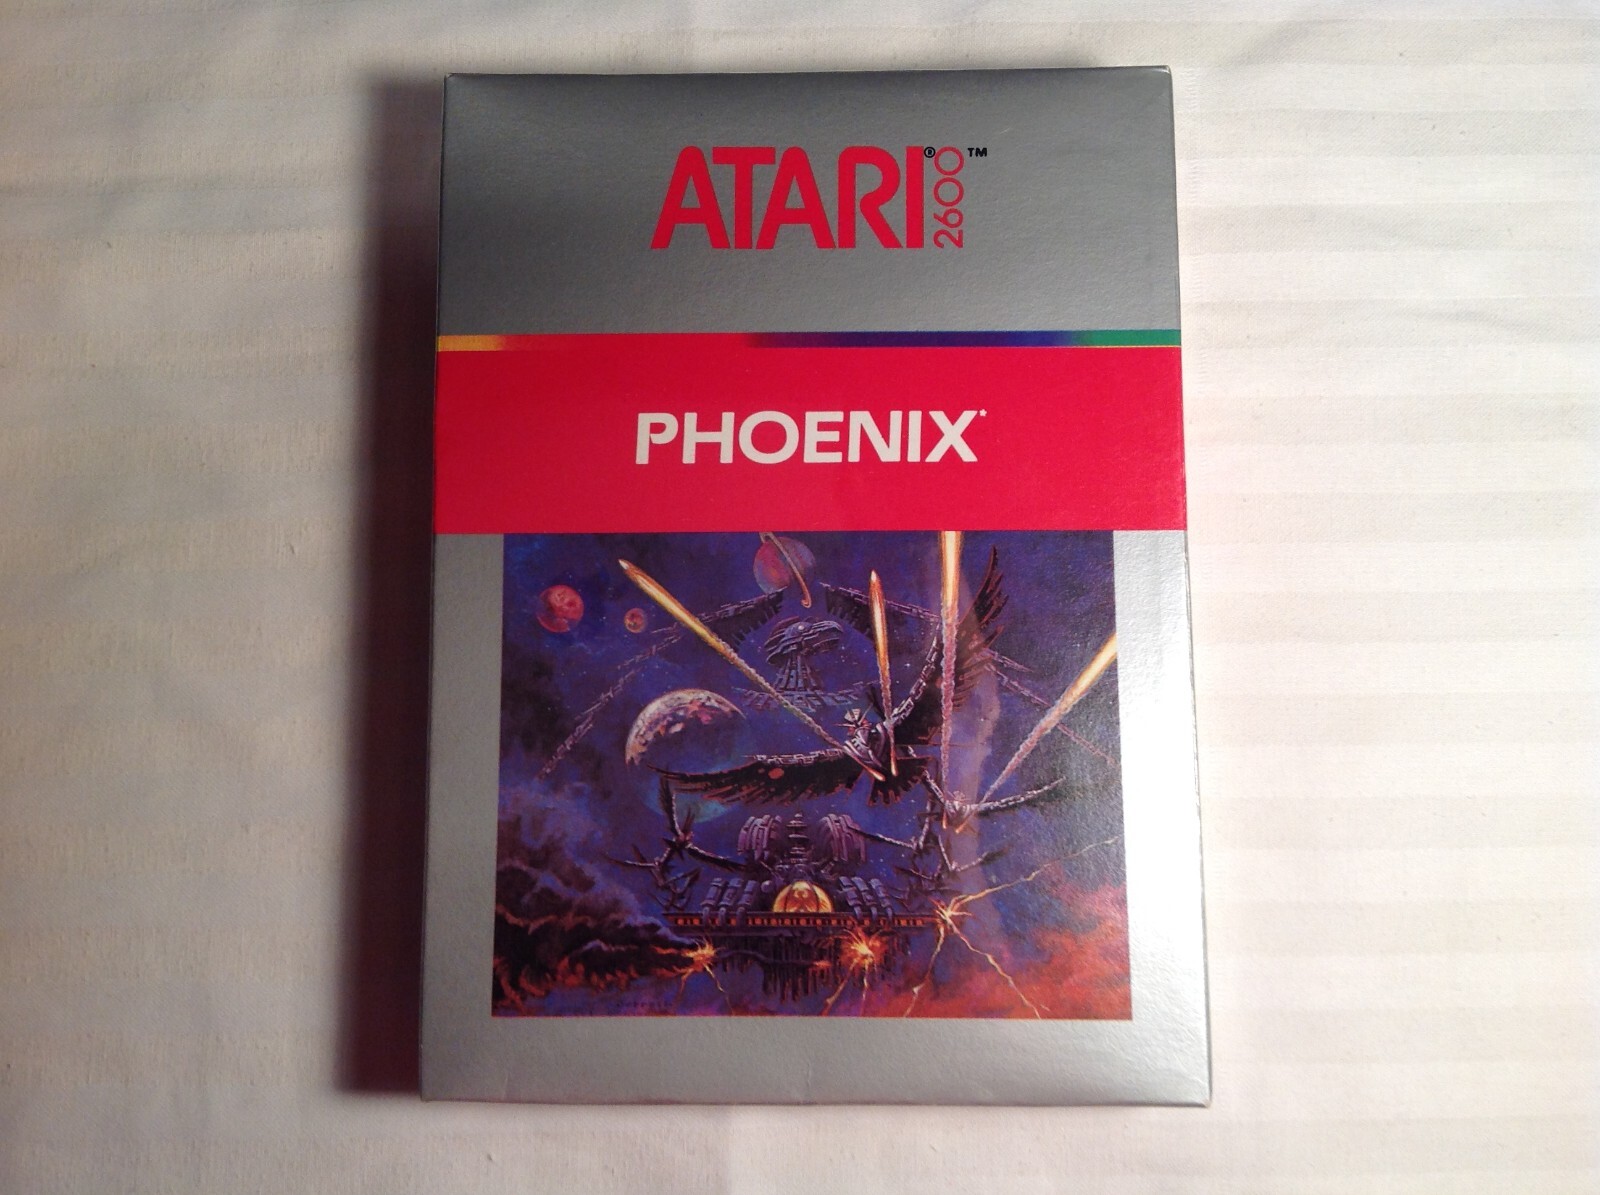 ATARI® 2600™
PHOENIX*